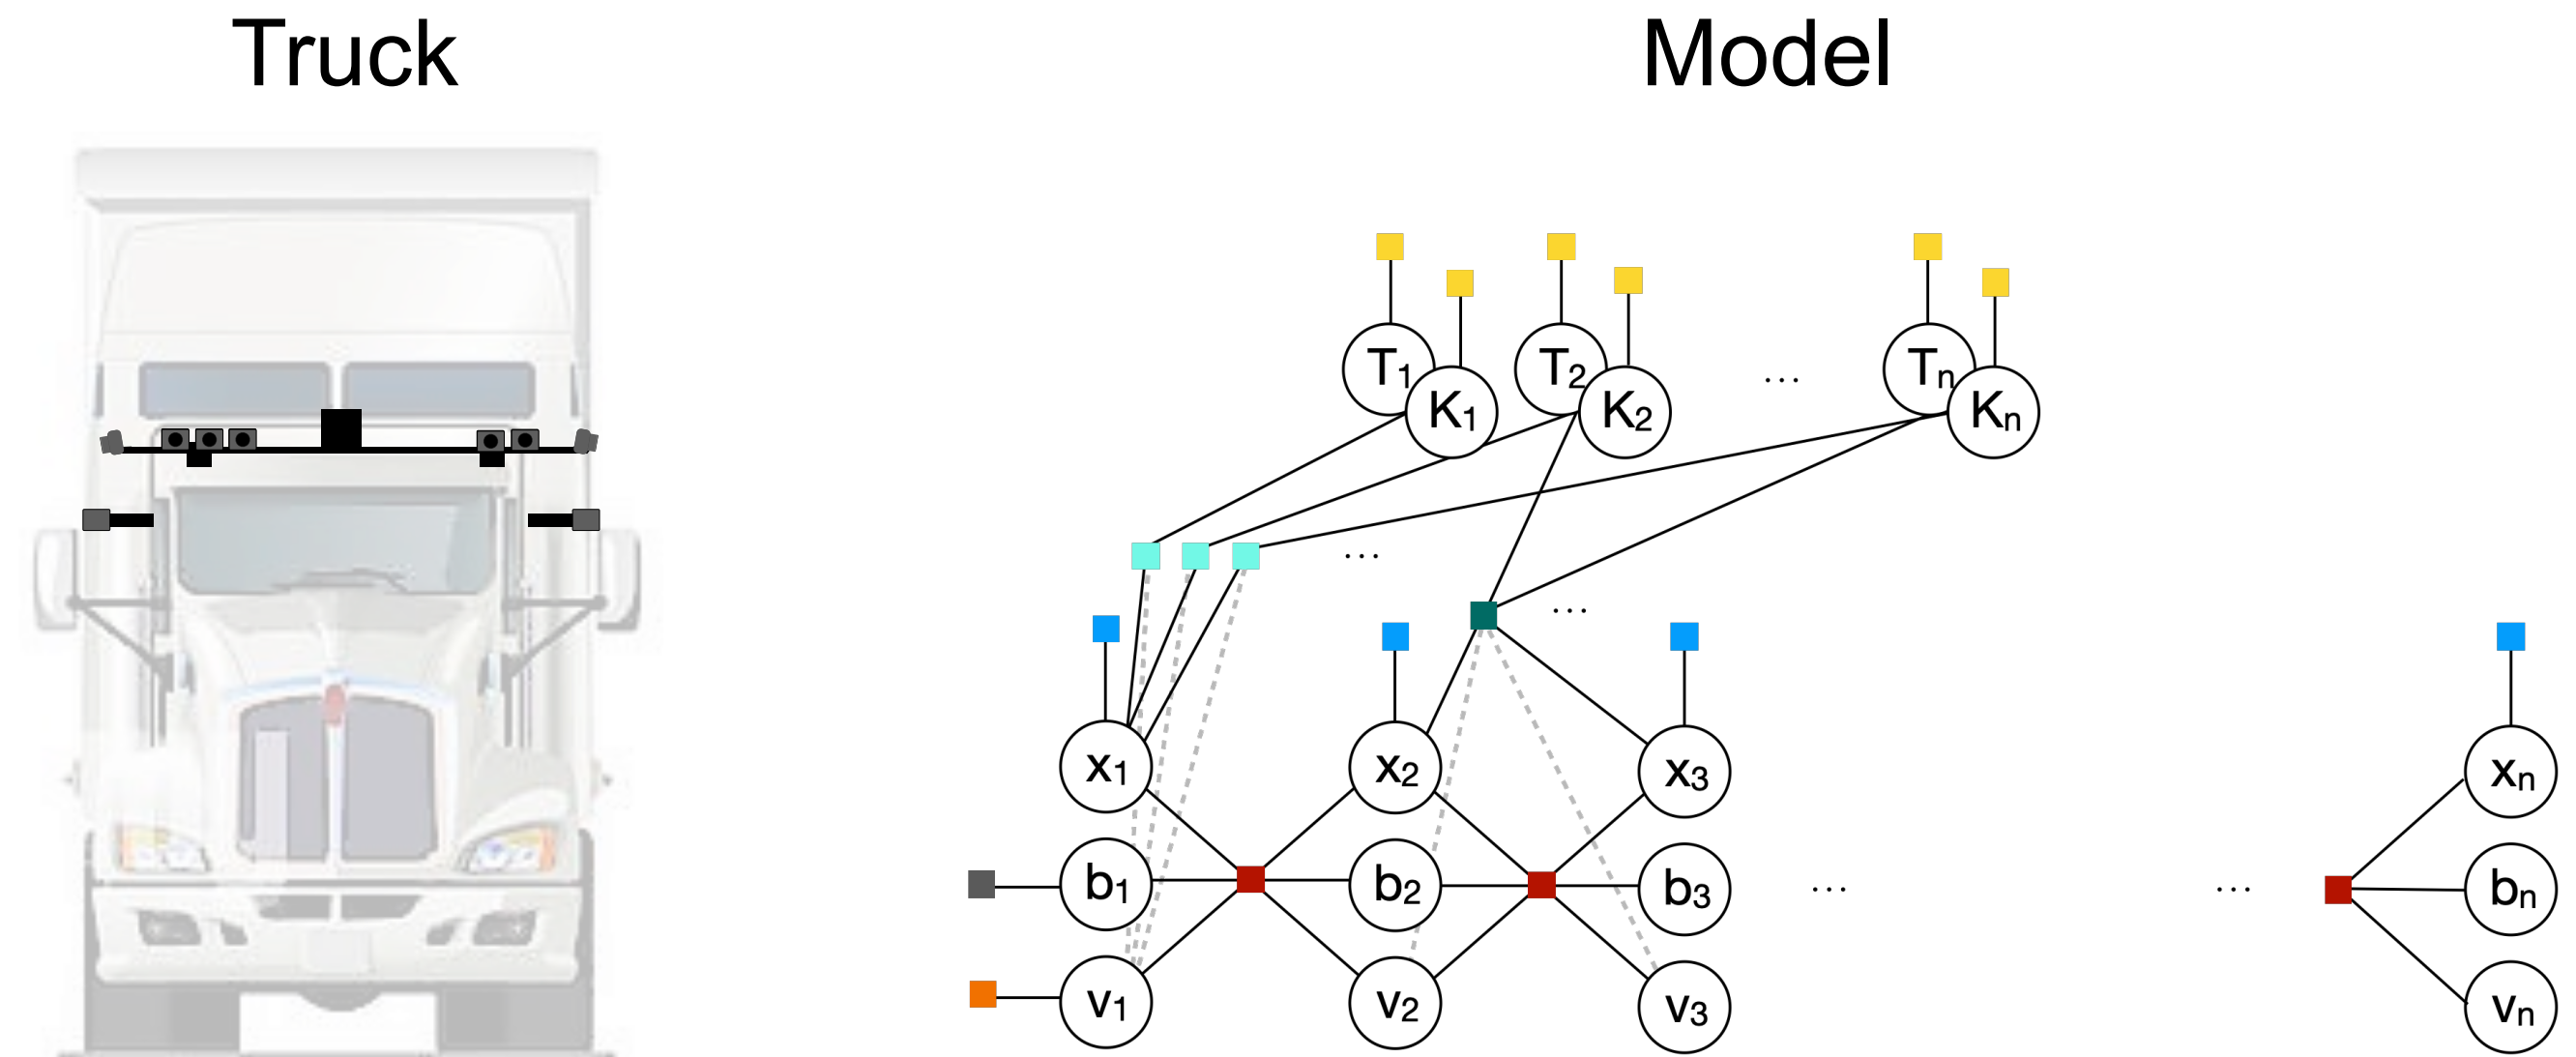 Truck
Model
T₁ K₁ T₂ K₂ ... Tₙ Kₙ
...
...
x₁ x₂ x₃ xₙ
b₁ b₂ b₃ ... ... bₙ
v₁ v₂ v₃ vₙ